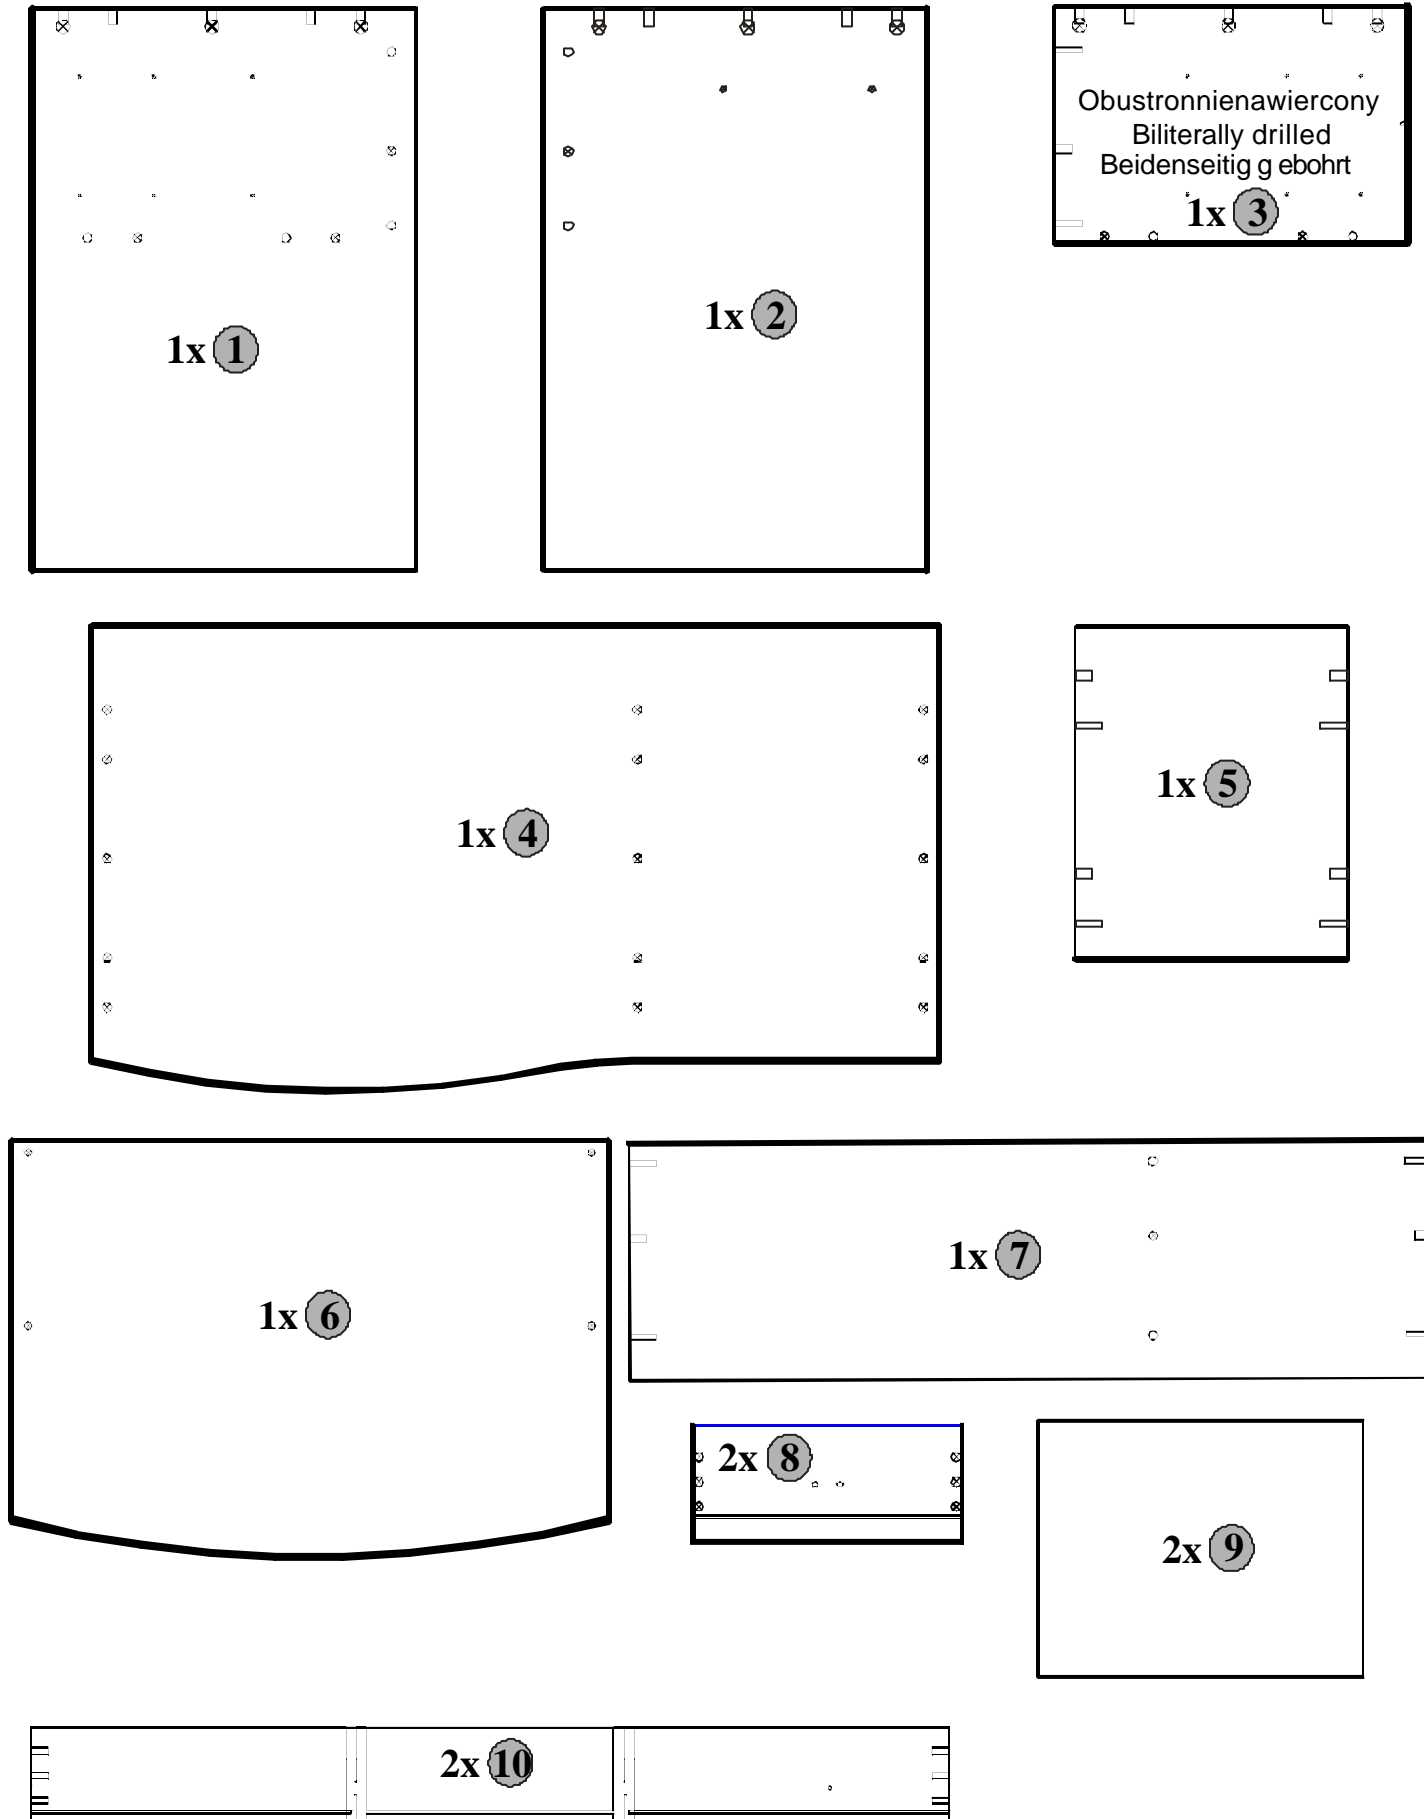 Obustronnienawiercony
Biliterally drilled
Beidenseitig g ebohrt
1x 3
1x 2
1x 1
1x 5
1x 4
1x 7
1x 6
2x 8
2x 9
2x 10